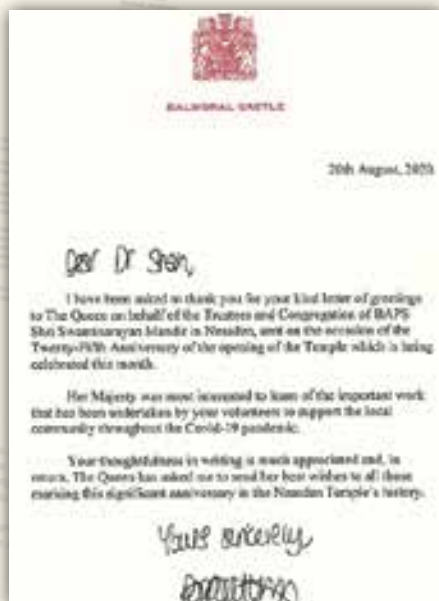 BALMORAL CASTLE
20th August, 2020
Dear Dr
I have been asked to thank you for your kind letter of greetings
to The Queen on behalf of the Trustees and Congregation of BAPS
Shri Swaminarayan Mandir in Neasden, sent on the occasion of the
Twenty-Fifth Anniversary of the opening of the Temple which is being
celebrated this month.
Her Majesty was most interested to learn of the important work
that has been undertaken by your volunteers to support the local
community throughout the Covid-19 pandemic.
Your thoughtfulness in writing is much appreciated and, in
return, The Queen has asked me to send her best wishes to all those
marking this significant anniversary in the Neasden Temple's history.
Yours sincerely